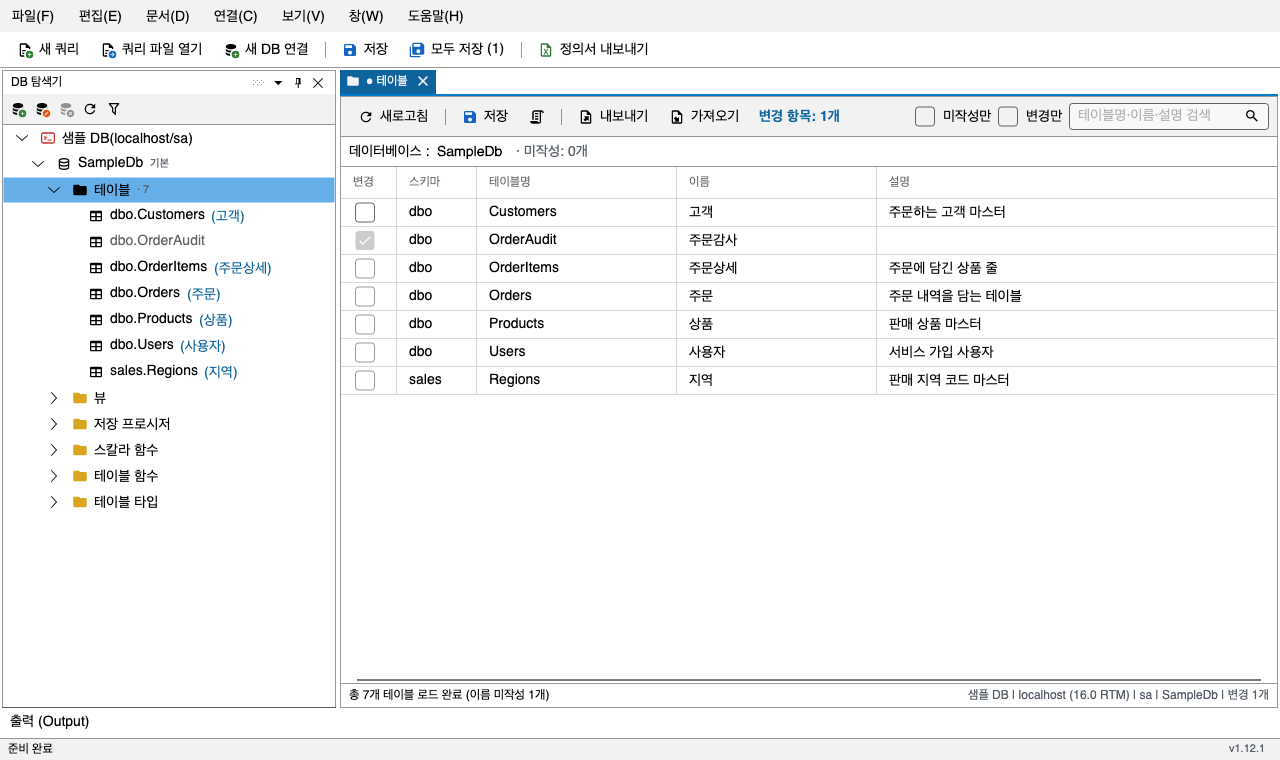 파일(F) 편집(E) 문서(D) 연결(C) 보기(V) 창(W) 도움말(H)
새 쿼리 쿼리 파일 열기 새 DB 연결 저장 모두 저장 (1) 정의서 내보내기
DB 탐색기
샘플 DB(localhost/sa)
SampleDb 기본
테이블 · 7
dbo.Customers (고객)
dbo.OrderAudit
dbo.OrderItems (주문상세)
dbo.Orders (주문)
dbo.Products (상품)
dbo.Users (사용자)
sales.Regions (지역)
뷰
저장 프로시저
스칼라 함수
테이블 함수
테이블 타입
● 테이블
새로고침 저장 내보내기 가져오기 변경 항목: 1개 미작성만 변경만 테이블명·이름·설명 검색
데이터베이스 : SampleDb · 미작성: 0개
변경 스키마 테이블명 이름 설명
dbo Customers 고객 주문하는 고객 마스터
dbo OrderAudit 주문감사
dbo OrderItems 주문상세 주문에 담긴 상품 줄
dbo Orders 주문 주문 내역을 담는 테이블
dbo Products 상품 판매 상품 마스터
dbo Users 사용자 서비스 가입 사용자
sales Regions 지역 판매 지역 코드 마스터
총 7개 테이블 로드 완료 (이름 미작성 1개) 샘플 DB | localhost (16.0 RTM) | sa | SampleDb | 변경 1개
출력 (Output)
준비 완료 v1.12.1